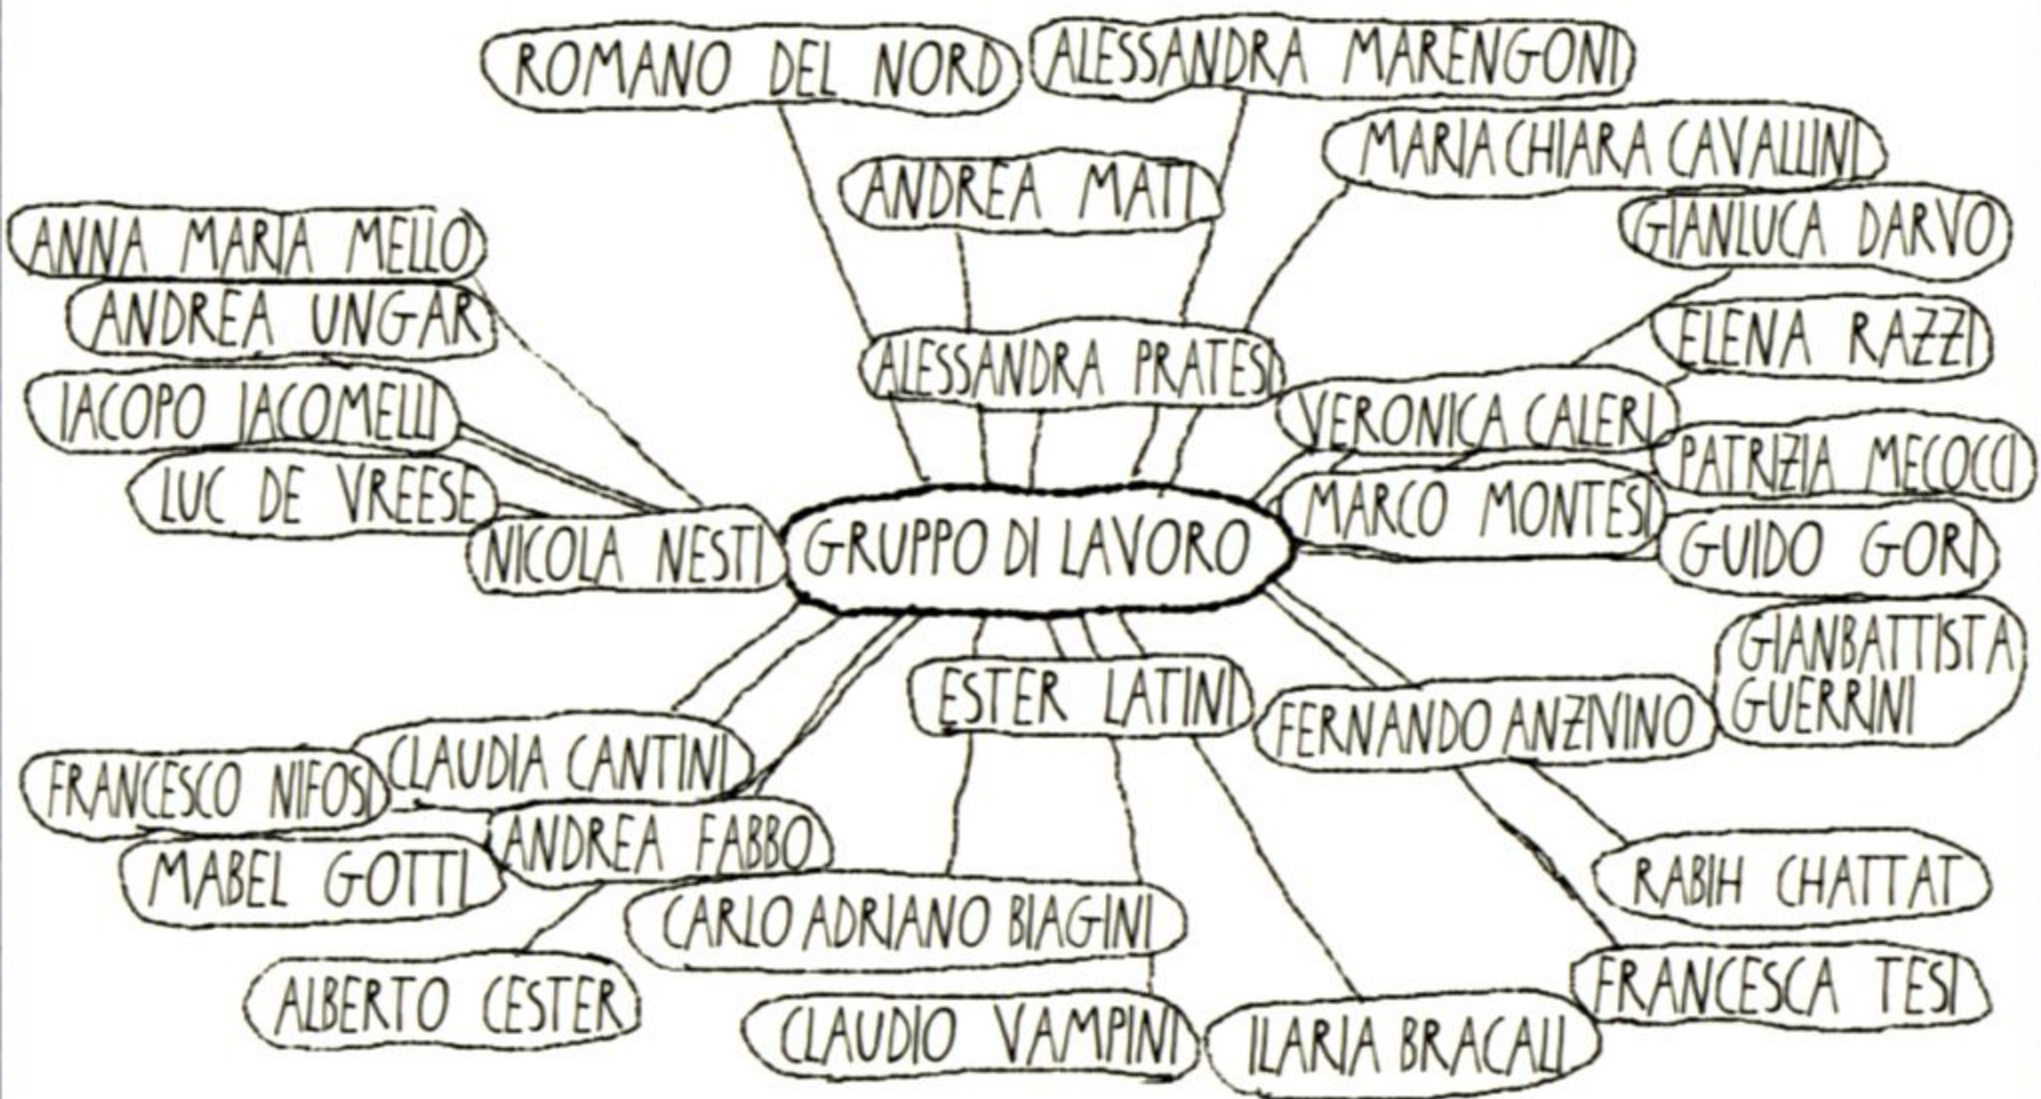 ROMANO DEL NORD
ALESSANDRA MARENGONI
MARIA CHIARA CAVALLINI
ANDREA MATI
GIANLUCA DARVO
ANNA MARIA MELLO
ANDREA UNGAR
ELENA RAZZI
ALESSANDRA PRATESI
IACOPO IACOMELLI
VERONICA CALERI
PATRIZIA MECOCCI
LUC DE VREESE
MARCO MONTESI
NICOLA NESTI
GRUPPO DI LAVORO
GUIDO GORI
GIANBATTISTA
GUERRINI
ESTER LATINI
FERNANDO ANZIVINO
CLAUDIA CANTINI
FRANCESCO NIFOSI
ANDREA FABBO
MABEL GOTTI
RABIH CHATTAT
CARLO ADRIANO BIAGINI
ALBERTO CESTER
FRANCESCA TESI
CLAUDIO VAMPINI
ILARIA BRACALI